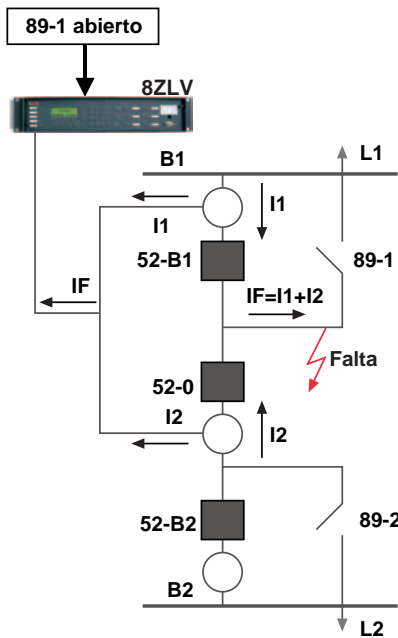 89-1 abierto
8ZLV
B1
L1
I1
I1
52-B1
89-1
IF
IF=I1+I2
Falta
52-0
I2
I2
52-B2
89-2
B2
L2